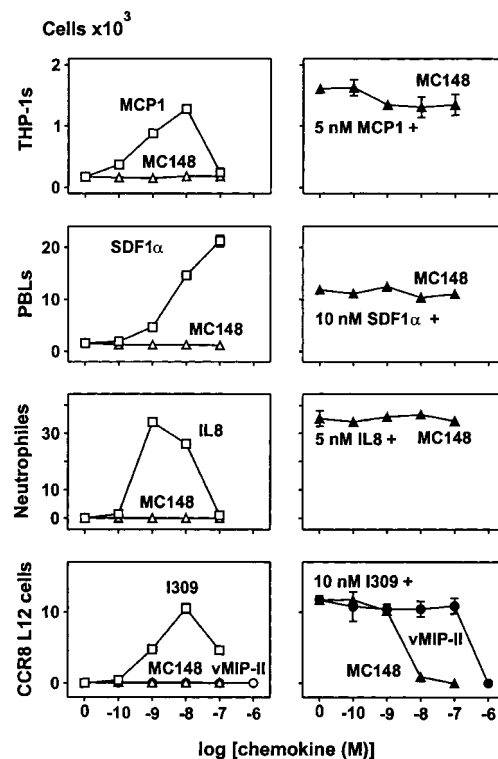 Cells x10³
THP-1s
2
1
0
MCP1
MC148
MC148
5 nM MCP1 +
PBLs
20
10
0
SDF1α
MC148
MC148
10 nM SDF1α +
Neutrophiles
30
0
IL8
MC148
5 nM IL8 + MC148
CCR8 L12 cells
10
0
I309
MC148 vMIP-II
10 nM I309 +
vMIP-II
MC148
0 -10 -9 -8 -7 -6
0 -10 -9 -8 -7 -6
log [chemokine (M)]